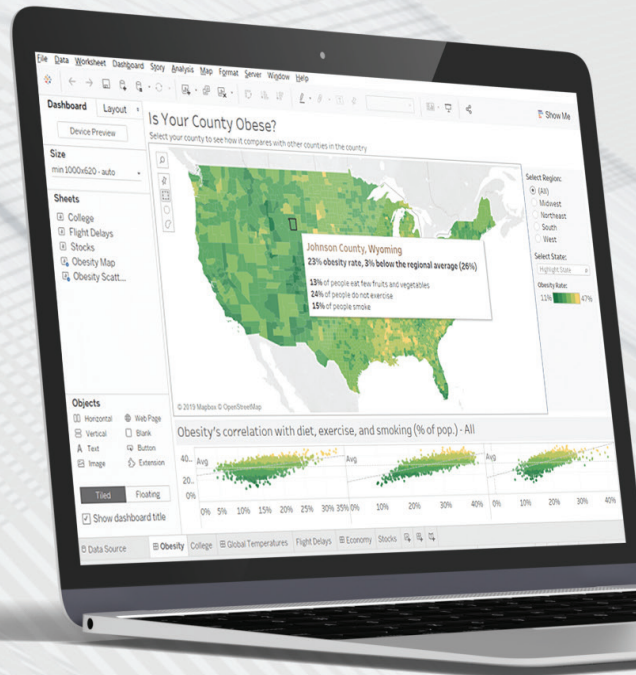 File Data Worksheet Dashboard Story Analysis Map Format Server Window Help
Show Me
Dashboard Layout
Device Preview
Size
min 1000x620 - auto
Sheets
College
Flight Delays
Stocks
Obesity Map
Obesity Scatt...
Objects
Horizontal Web Page
Vertical Blank
A Text Button
Image Extension
Tiled Floating
Show dashboard title
Is Your County Obese?
Select your county to see how it compares with other counties in the country
Johnson County, Wyoming
23% obesity rate, 3% below the regional average (26%)
13% of people eat few fruits and vegetables
24% of people do not exercise
15% of people smoke
© 2019 Mapbox © OpenStreetMap
Select Region:
(All)
Midwest
Northeast
South
West
Select State:
Highlight State
Obesity Rate:
11% 47%
Obesity's correlation with diet, exercise, and smoking (% of pop.) - All
40.. Avg Avg Avg
20..
0%
0% 5% 10% 15% 20% 25% 30% 35% 0% 10% 20% 30% 40% 0% 10% 20% 30% 40%
Data Source Obesity College Global Temperatures Flight Delays Economy Stocks